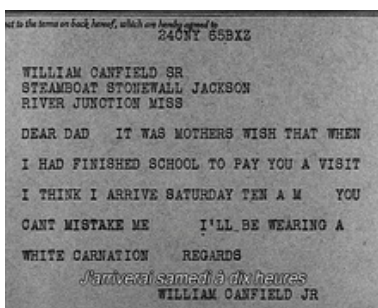 ct to the terms on back hereof, which are hereby agreed to
240NY 65BXZ
WILLIAM CANFIELD SR
STEAMBOAT STONEWALL JACKSON
RIVER JUNCTION MISS
DEAR DAD IT WAS MOTHERS WISH THAT WHEN
I HAD FINISHED SCHOOL TO PAY YOU A VISIT
I THINK I ARRIVE SATURDAY TEN A M YOU
CANT MISTAKE ME I'LL BE WEARING A
WHITE CARNATION REGARDS
J'arriverai samedi à dix heures
WILLIAM CANFIELD JR